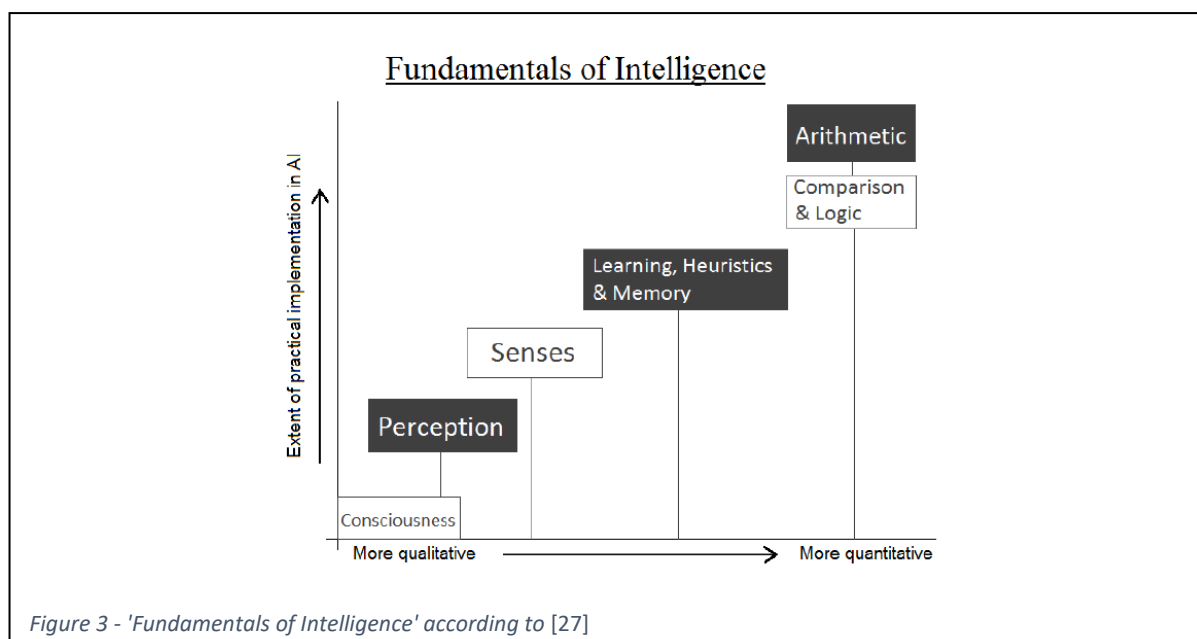 Fundamentals of Intelligence
Extent of practical implementation in AI
Arithmetic
Comparison
& Logic
Learning, Heuristics
& Memory
Senses
Perception
Consciousness
More qualitative
More quantitative
Figure 3 - 'Fundamentals of Intelligence' according to [27]